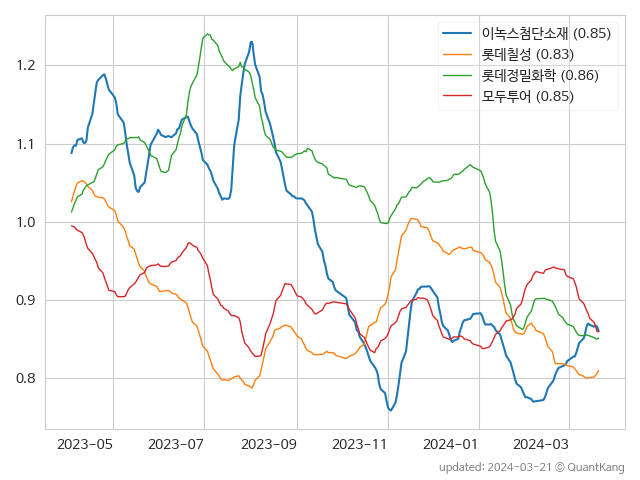 이녹스첨단소재 (0.85)
롯데칠성 (0.83)
롯데정밀화학 (0.86)
모두투어 (0.85)
1.2
1.1
1.0
0.9
0.8
2023-05 2023-07 2023-09 2023-11 2024-01 2024-03
updated: 2024-03-21 © QuantKang